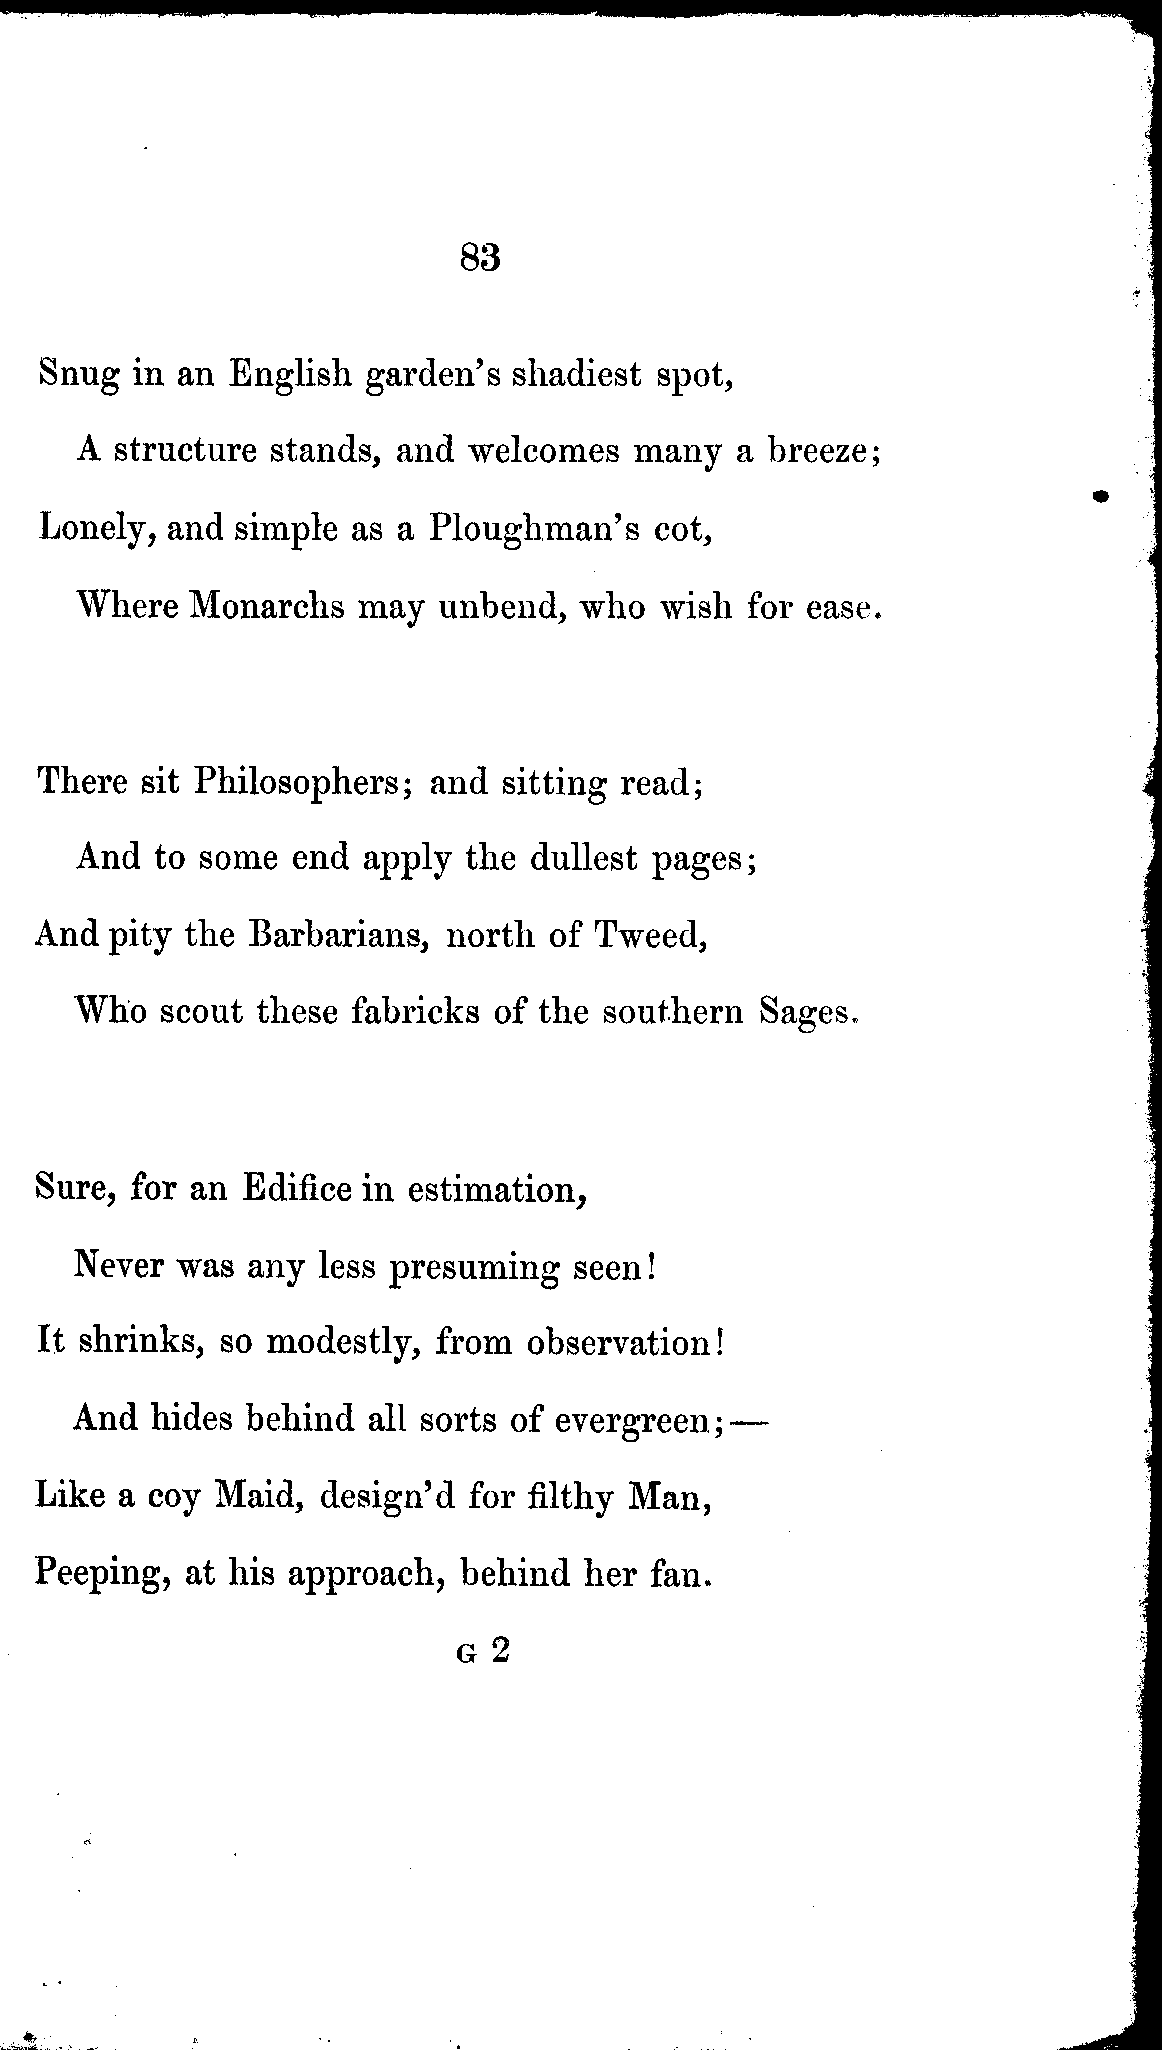 83
Snug in an English garden's shadiest spot,
A structure stands, and welcomes many a breeze;
Lonely, and simple as a Ploughman's cot,
Where Monarchs may unbend, who wish for ease.
There sit Philosophers; and sitting read;
And to some end apply the dullest pages;
And pity the Barbarians, north of Tweed,
Who scout these fabricks of the southern Sages.
Sure, for an Edifice in estimation,
Never was any less presuming seen!
It shrinks, so modestly, from observation!
And hides behind all sorts of evergreen;—
Like a coy Maid, design'd for filthy Man,
Peeping, at his approach, behind her fan.
G 2